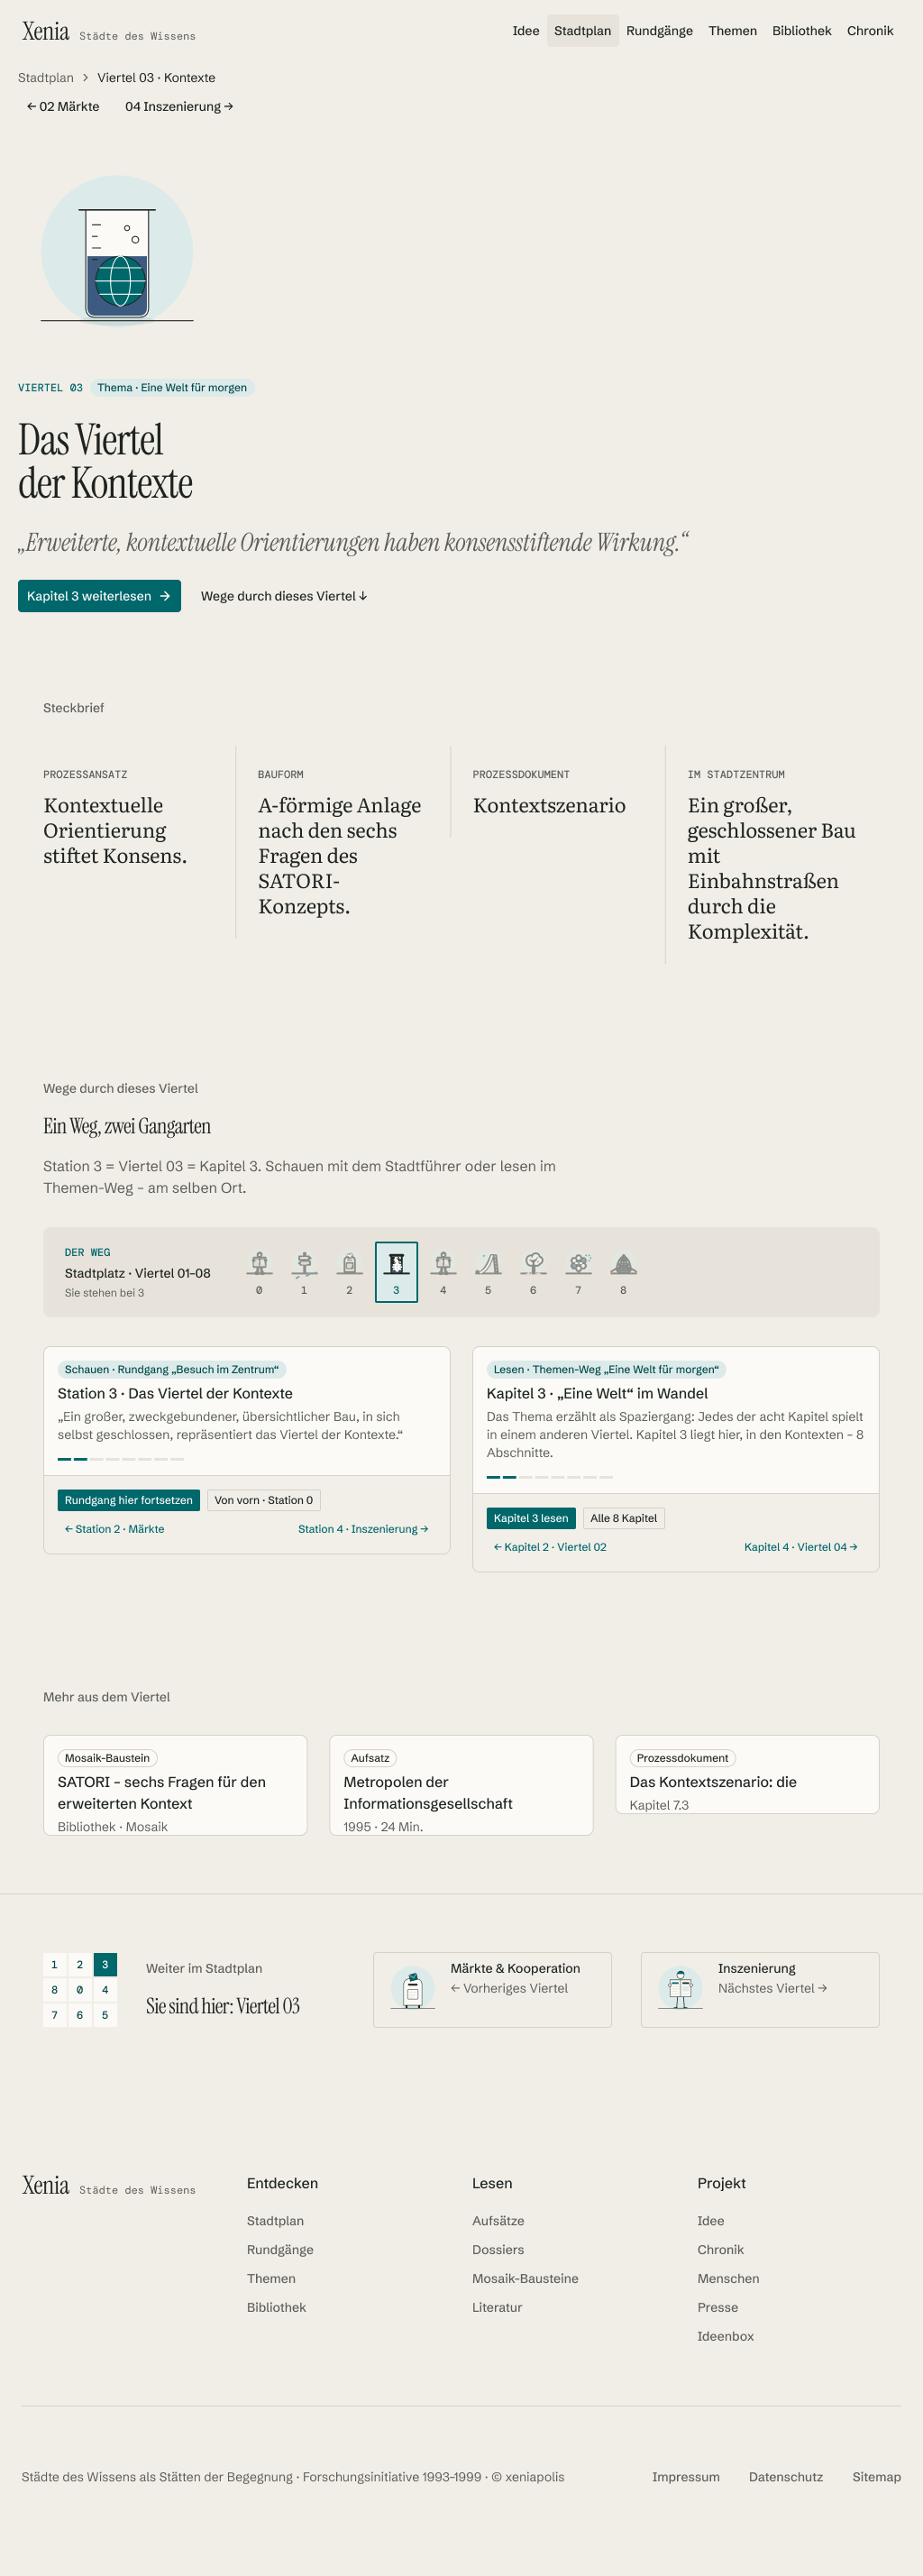 Xenia Städte des Wissens
Idee Stadtplan Rundgänge Themen Bibliothek Chronik
Stadtplan > Viertel 03 · Kontexte
← 02 Märkte 04 Inszenierung →
VIERTEL 03 Thema · Eine Welt für morgen
Das Viertel
der Kontexte
„Erweiterte, kontextuelle Orientierungen haben konsensstiftende Wirkung.“
Kapitel 3 weiterlesen → Wege durch dieses Viertel ↓
Steckbrief
PROZESSANSATZ
Kontextuelle
Orientierung
stiftet Konsens.
BAUFORM
A-förmige Anlage
nach den sechs
Fragen des
SATORI-
Konzepts.
PROZESSDOKUMENT
Kontextszenario
IM STADTZENTRUM
Ein großer,
geschlossener Bau
mit
Einbahnstraßen
durch die
Komplexität.
Wege durch dieses Viertel
Ein Weg, zwei Gangarten
Station 3 = Viertel 03 = Kapitel 3. Schauen mit dem Stadtführer oder lesen im
Themen-Weg – am selben Ort.
DER WEG
Stadtplatz · Viertel 01–08
Sie stehen bei 3
0 1 2 3 4 5 6 7 8
Schauen · Rundgang „Besuch im Zentrum“
Station 3 · Das Viertel der Kontexte
„Ein großer, zweckgebundener, übersichtlicher Bau, in sich
selbst geschlossen, repräsentiert das Viertel der Kontexte.“
Rundgang hier fortsetzen Von vorn · Station 0
← Station 2 · Märkte Station 4 · Inszenierung →
Lesen · Themen-Weg „Eine Welt für morgen“
Kapitel 3 · „Eine Welt“ im Wandel
Das Thema erzählt als Spaziergang: Jedes der acht Kapitel spielt
in einem anderen Viertel. Kapitel 3 liegt hier, in den Kontexten – 8
Abschnitte.
Kapitel 3 lesen Alle 8 Kapitel
← Kapitel 2 · Viertel 02 Kapitel 4 · Viertel 04 →
Mehr aus dem Viertel
Mosaik-Baustein
SATORI – sechs Fragen für den
erweiterten Kontext
Bibliothek · Mosaik
Aufsatz
Metropolen der
Informationsgesellschaft
1995 · 24 Min.
Prozessdokument
Das Kontextszenario: die
Kapitel 7.3
1 2 3
8 0 4
7 6 5
Weiter im Stadtplan
Sie sind hier: Viertel 03
Märkte & Kooperation
← Vorheriges Viertel
Inszenierung
Nächstes Viertel →
Xenia Städte des Wissens
Entdecken
Stadtplan
Rundgänge
Themen
Bibliothek
Lesen
Aufsätze
Dossiers
Mosaik-Bausteine
Literatur
Projekt
Idee
Chronik
Menschen
Presse
Ideenbox
Städte des Wissens als Stätten der Begegnung · Forschungsinitiative 1993–1999 · © xeniapolis
Impressum Datenschutz Sitemap